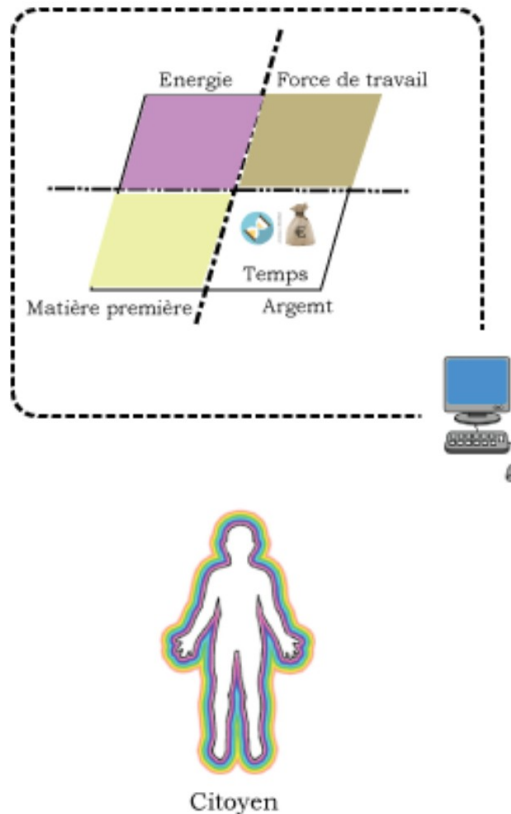 Energie Force de travail
Temps
Matière première Argemt
Citoyen